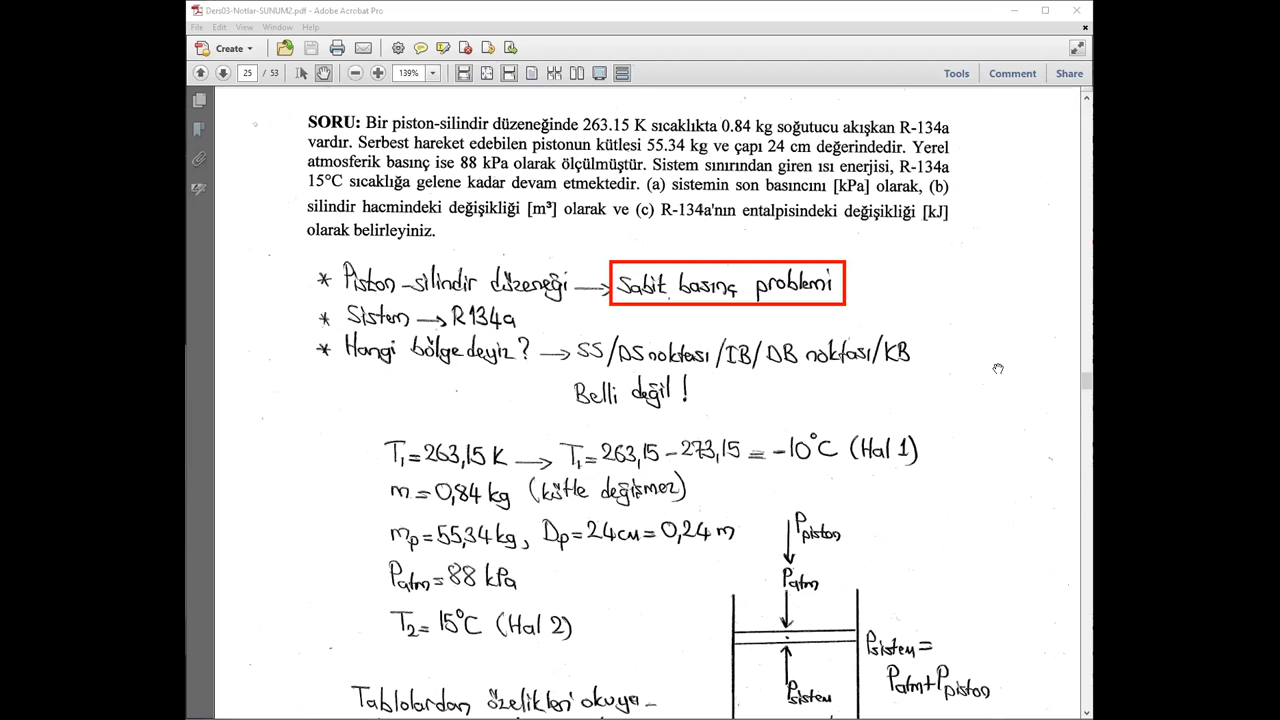 Ders03-Notlar-SUNUM2.pdf - Adobe Acrobat Pro
File Edit View Window Help
Create
25 / 53 139% Tools Comment Share
SORU: Bir piston-silindir düzeneğinde 263.15 K sıcaklıkta 0.84 kg soğutucu akışkan R-134a
vardır. Serbest hareket edebilen pistonun kütlesi 55.34 kg ve çapı 24 cm değerindedir. Yerel
atmosferik basınç ise 88 kPa olarak ölçülmüştür. Sistem sınırından giren ısı enerjisi, R-134a
15°C sıcaklığa gelene kadar devam etmektedir. (a) sistemin son basıncını [kPa] olarak, (b)
silindir hacmindeki değişikliği [m³] olarak ve (c) R-134a'nın entalpisindeki değişikliği [kJ]
olarak belirleyiniz.
* Piston-silindir düzeneği → Sabit basınç problemi
* Sistem → R134a
* Hangi bölgedeyiz? → SS/DS noktası/IB/DB noktası/KB
Belli değil!
T₁=263,15 K → T₁=263,15-273,15=-10°C (Hal 1)
m=0,84 kg (kütle değişmez)
mp=55,34 kg, Dp=24cm=0,24 m
Ppiston
Patm=88 kPa
Patm
T₂=15°C (Hal 2)
Psistem=
Patm+Ppiston
Psistem
Tablolardan özelikleri okuya-